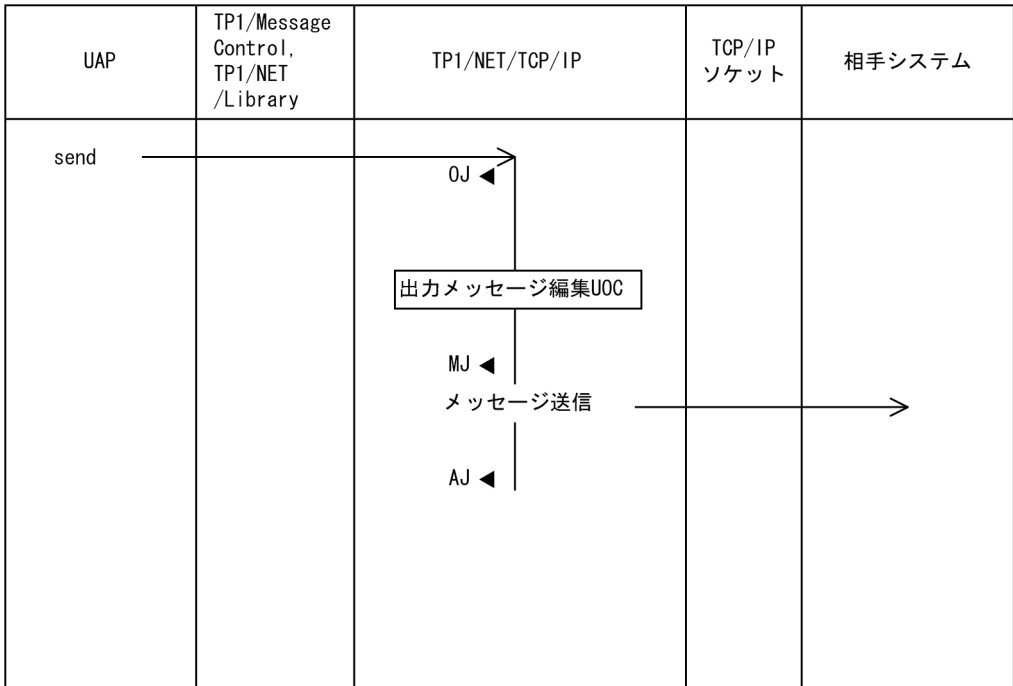 UAP
TP1/Message
Control,
TP1/NET
/Library
TP1/NET/TCP/IP
TCP/IP
ソケット
相手システム
send
OJ
出力メッセージ編集UOC
MJ
メッセージ送信
AJ